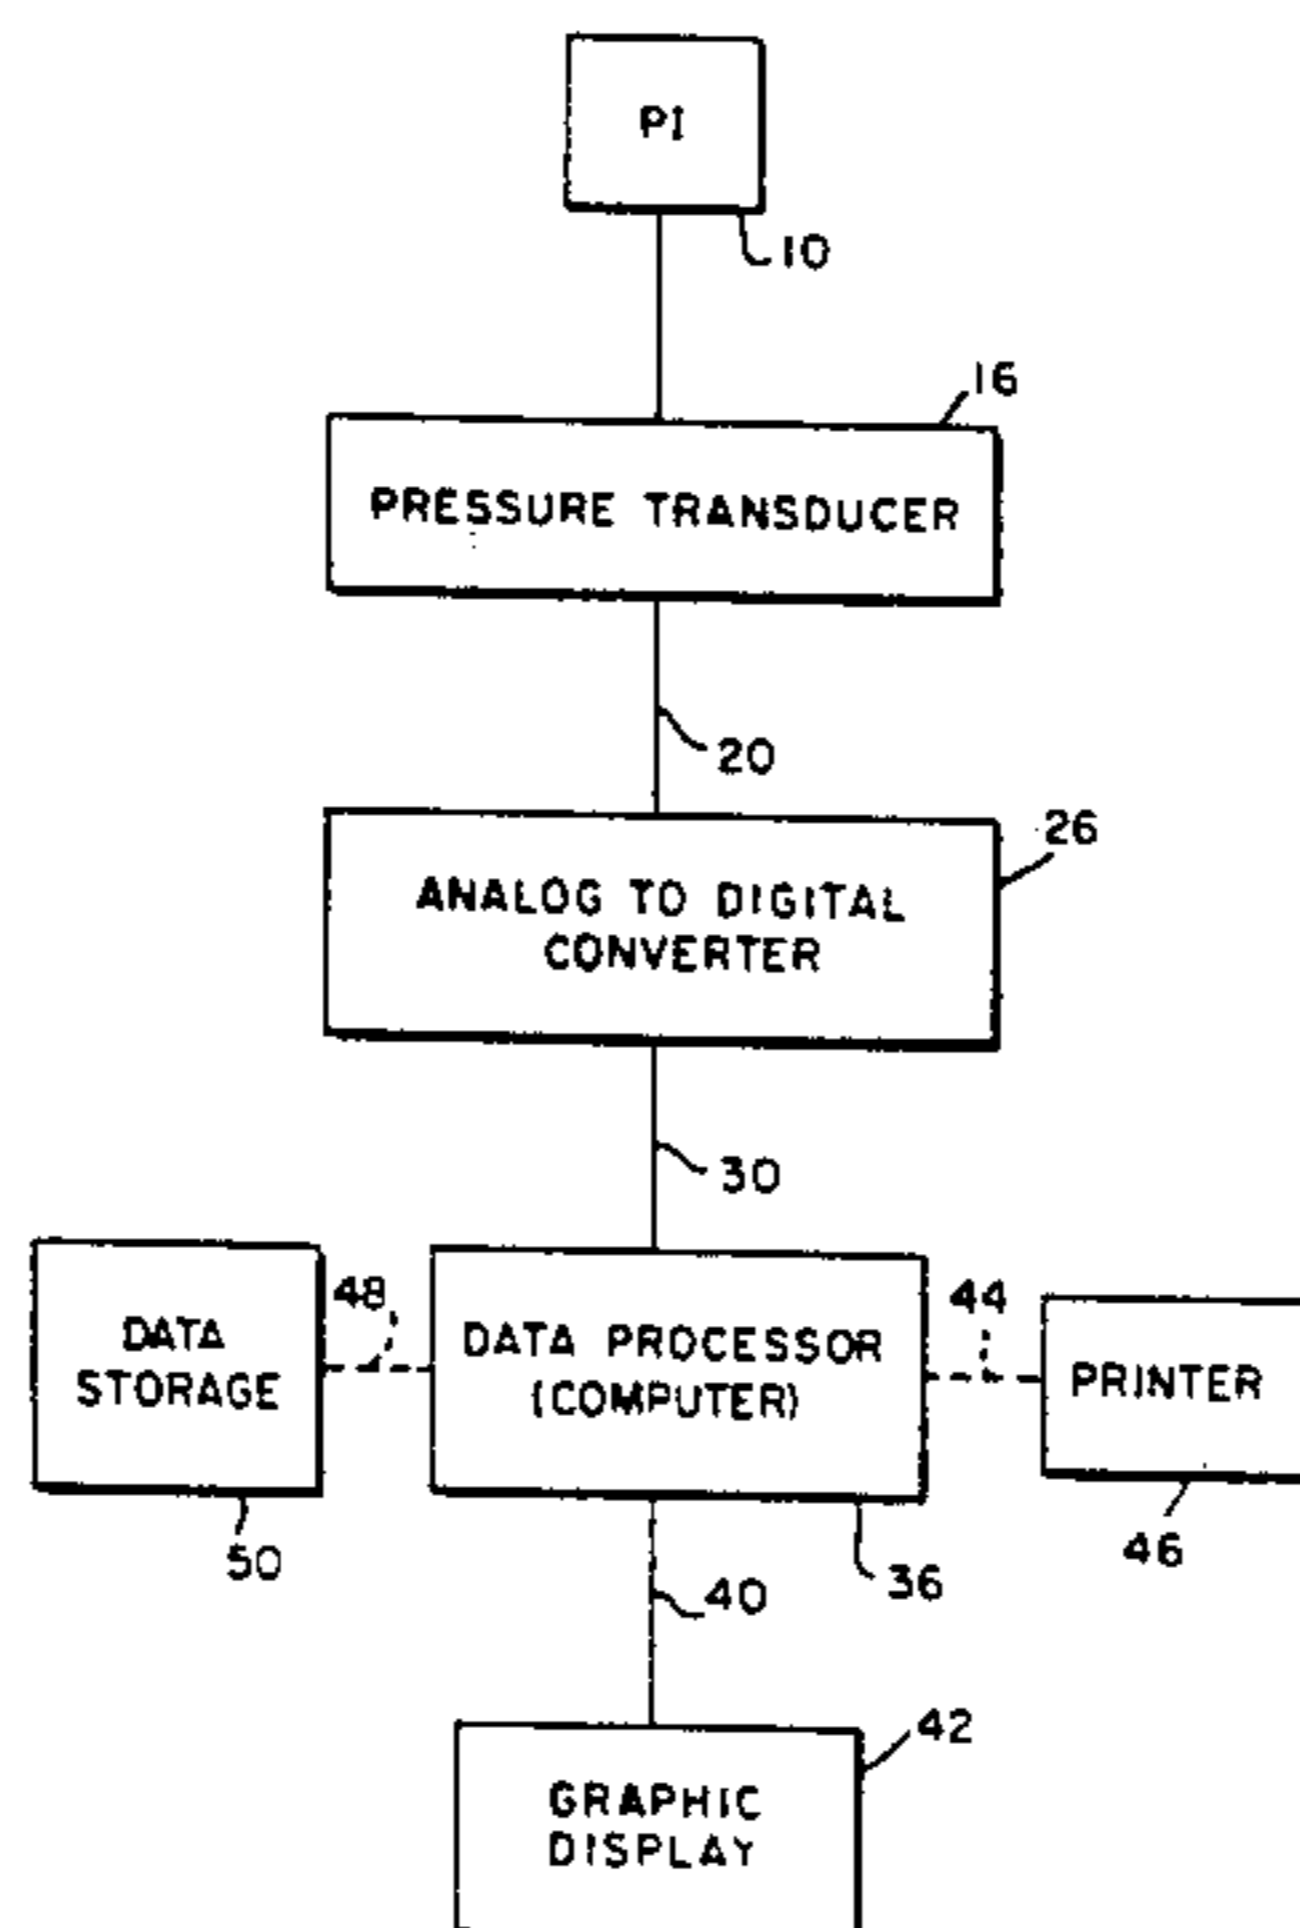 PI
10
16
PRESSURE TRANSDUCER
20
26
ANALOG TO DIGITAL
CONVERTER
30
48
44
DATA
STORAGE
DATA PROCESSOR
(COMPUTER)
PRINTER
50
46
36
40
42
GRAPHIC
DISPLAY